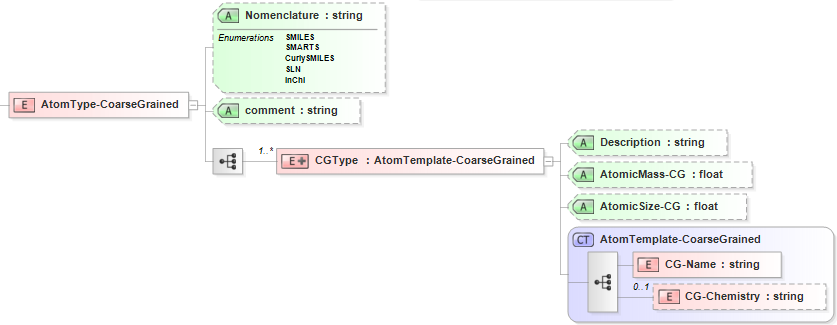 A Nomenclature : string
Enumerations SMILES
SMARTS
CurlySMILES
SLN
InChI
E AtomType-CoarseGrained
A comment : string
1..*
E CGType : AtomTemplate-CoarseGrained
A Description : string
A AtomicMass-CG : float
A AtomicSize-CG : float
CT AtomTemplate-CoarseGrained
E CG-Name : string
0..1
E CG-Chemistry : string